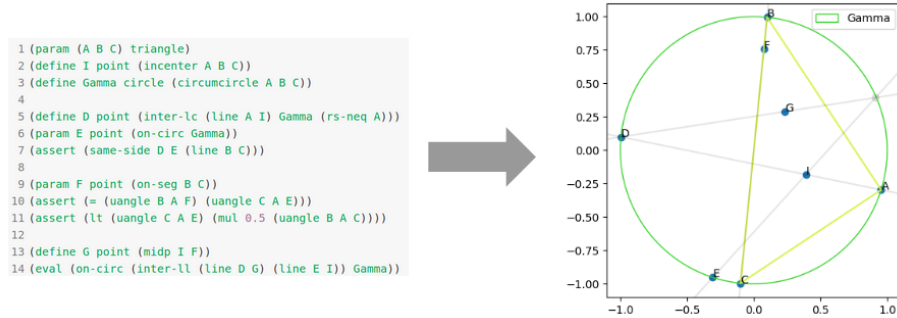 1 (param (A B C) triangle)
2 (define I point (incenter A B C))
3 (define Gamma circle (circumcircle A B C))
4
5 (define D point (inter-lc (line A I) Gamma (rs-neq A)))
6 (param E point (on-circ Gamma))
7 (assert (same-side D E (line B C)))
8
9 (param F point (on-seg B C))
10 (assert (= (uangle B A F) (uangle C A E)))
11 (assert (lt (uangle C A E) (mul 0.5 (uangle B A C))))
12
13 (define G point (midp I F))
14 (eval (on-circ (inter-ll (line D G) (line E I)) Gamma))
Gamma
1.00
0.75
0.50
0.25
0.00
−0.25
−0.50
−0.75
−1.00
−1.0
−0.5
0.0
0.5
1.0
B
F
G
D
I
A
E
C